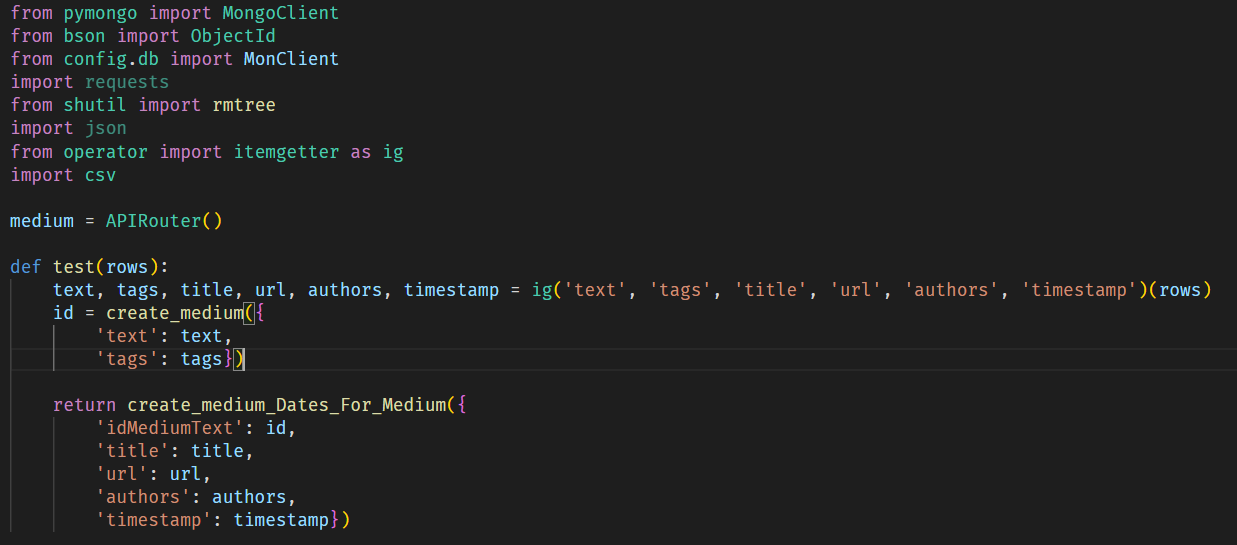 from pymongo import MongoClient
from bson import ObjectId
from config.db import MonClient
import requests
from shutil import rmtree
import json
from operator import itemgetter as ig
import csv

medium = APIRouter()

def test(rows):
    text, tags, title, url, authors, timestamp = ig('text', 'tags', 'title', 'url', 'authors', 'timestamp')(rows)
    id = create_medium({
        'text': text,
        'tags': tags})

    return create_medium_Dates_For_Medium({
        'idMediumText': id,
        'title': title,
        'url': url,
        'authors': authors,
        'timestamp': timestamp})